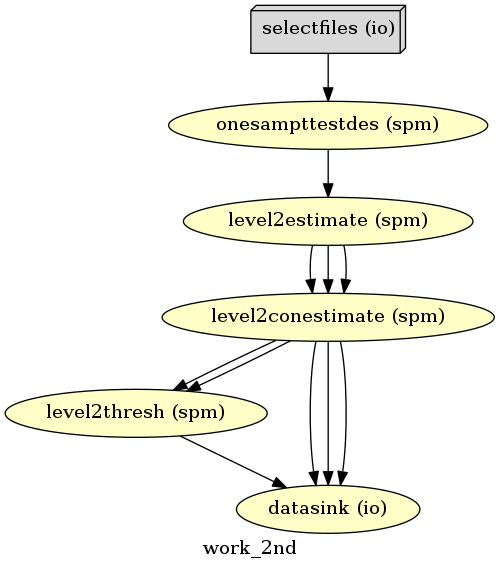 selectfiles (io)
onesampttestdes (spm)
level2estimate (spm)
level2conestimate (spm)
level2thresh (spm)
datasink (io)
work_2nd